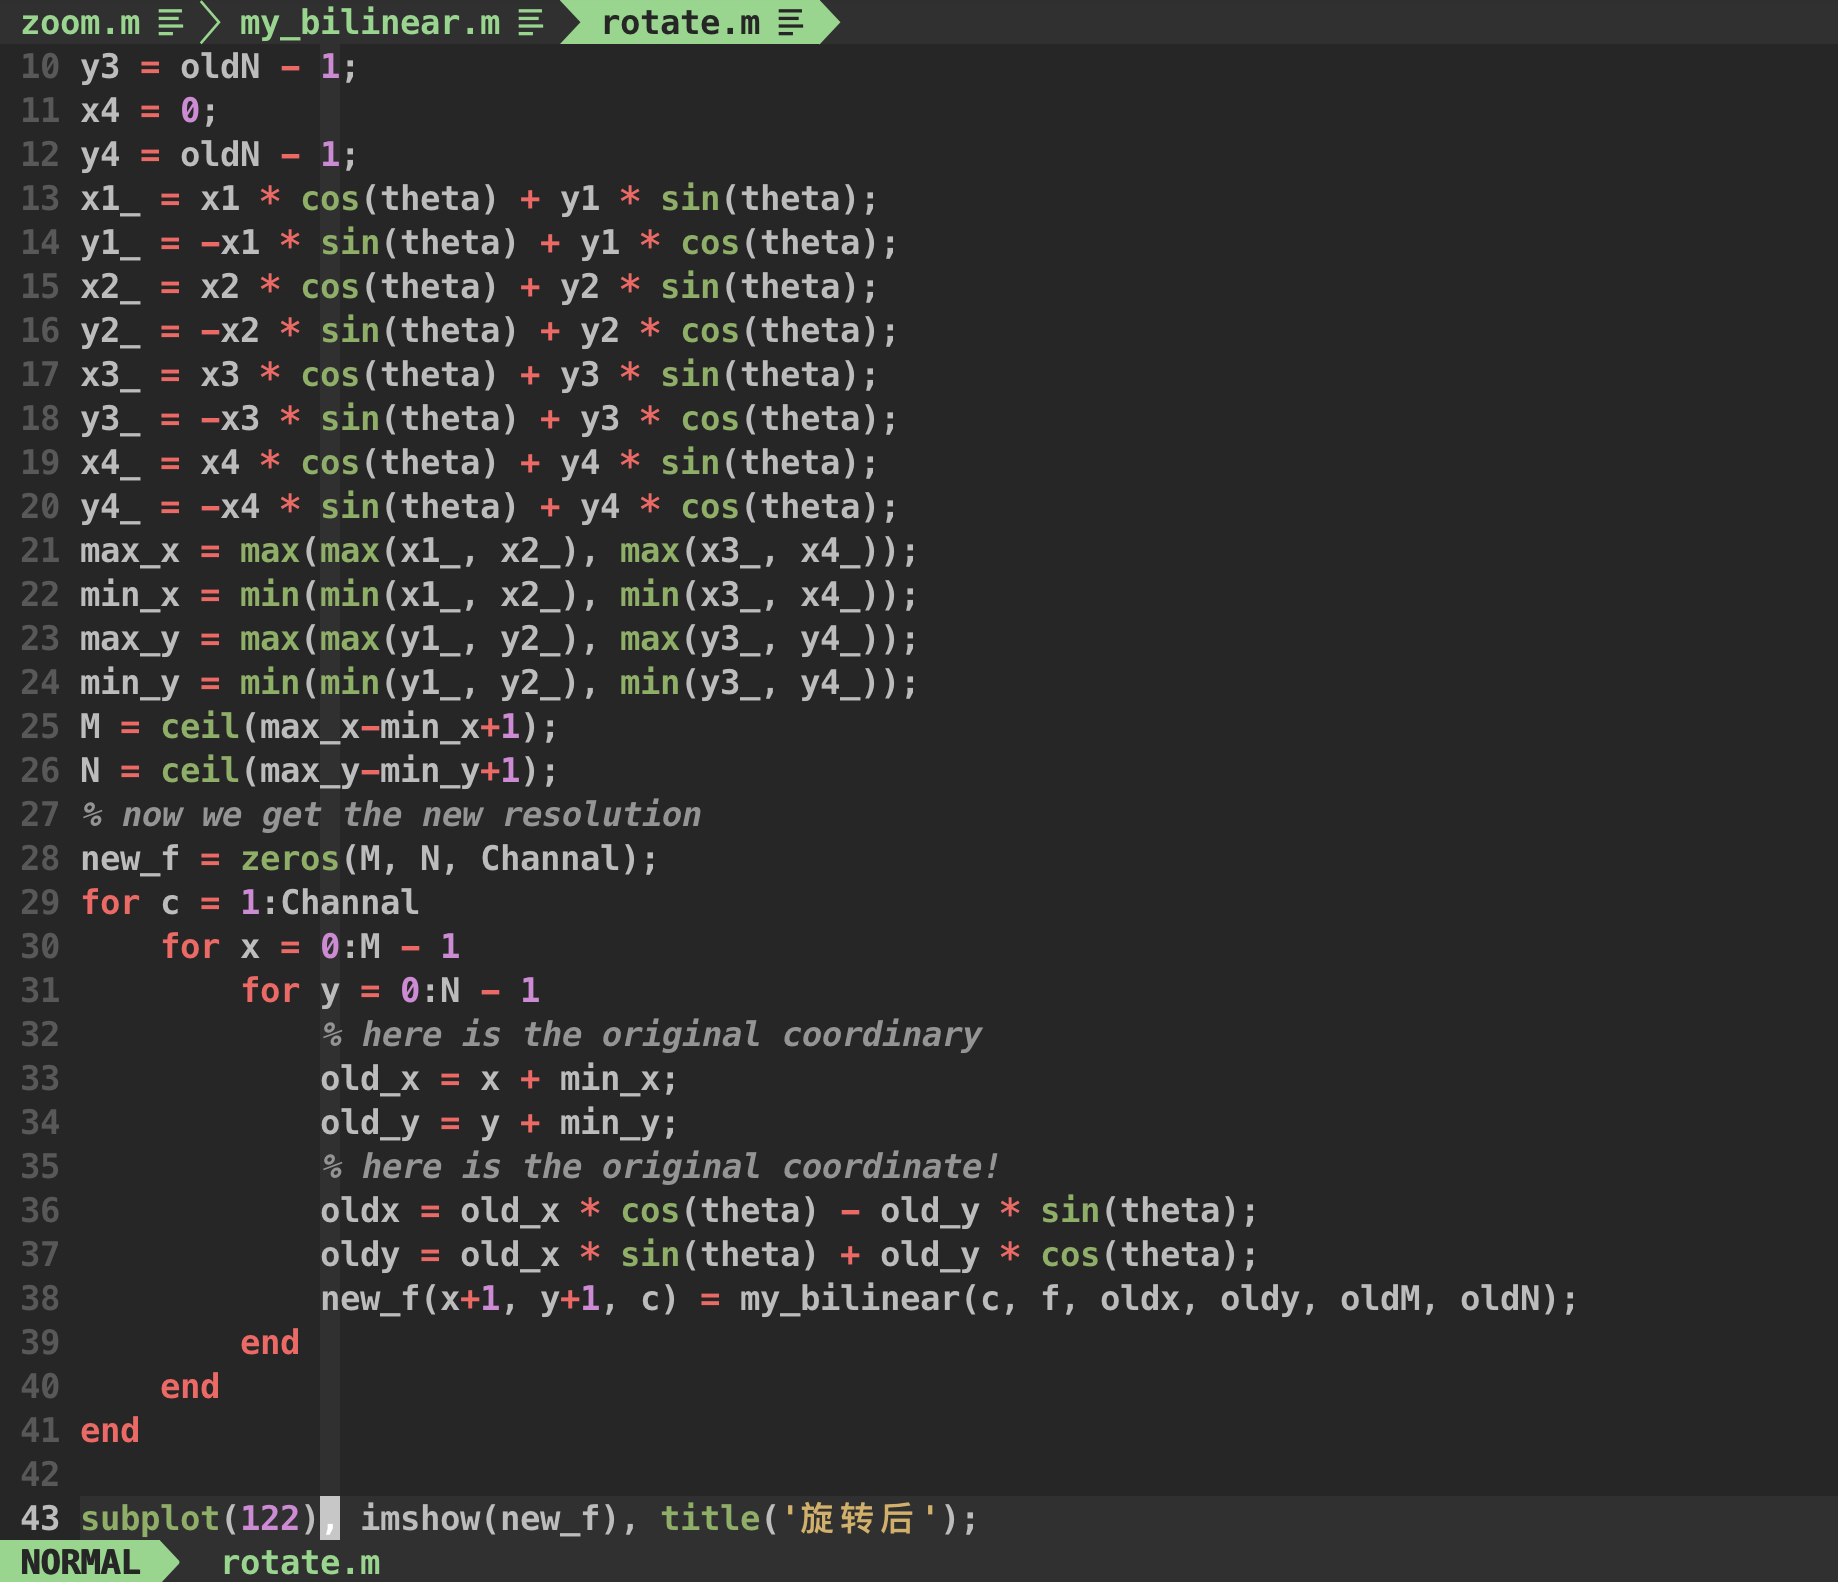 zoom.m my_bilinear.m rotate.m
10 y3 = oldN - 1;
11 x4 = 0;
12 y4 = oldN - 1;
13 x1_ = x1 * cos(theta) + y1 * sin(theta);
14 y1_ = -x1 * sin(theta) + y1 * cos(theta);
15 x2_ = x2 * cos(theta) + y2 * sin(theta);
16 y2_ = -x2 * sin(theta) + y2 * cos(theta);
17 x3_ = x3 * cos(theta) + y3 * sin(theta);
18 y3_ = -x3 * sin(theta) + y3 * cos(theta);
19 x4_ = x4 * cos(theta) + y4 * sin(theta);
20 y4_ = -x4 * sin(theta) + y4 * cos(theta);
21 max_x = max(max(x1_, x2_), max(x3_, x4_));
22 min_x = min(min(x1_, x2_), min(x3_, x4_));
23 max_y = max(max(y1_, y2_), max(y3_, y4_));
24 min_y = min(min(y1_, y2_), min(y3_, y4_));
25 M = ceil(max_x-min_x+1);
26 N = ceil(max_y-min_y+1);
27 % now we get the new resolution
28 new_f = zeros(M, N, Channal);
29 for c = 1:Channal
30     for x = 0:M - 1
31         for y = 0:N - 1
32             % here is the original coordinary
33             old_x = x + min_x;
34             old_y = y + min_y;
35             % here is the original coordinate!
36             oldx = old_x * cos(theta) - old_y * sin(theta);
37             oldy = old_x * sin(theta) + old_y * cos(theta);
38             new_f(x+1, y+1, c) = my_bilinear(c, f, oldx, oldy, oldM, oldN);
39         end
40     end
41 end
42
43 subplot(122), imshow(new_f), title('旋转后');
NORMAL rotate.m